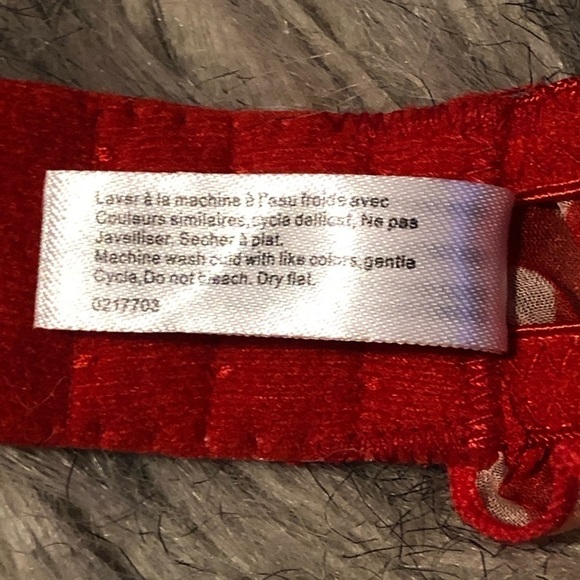 Laver à la machine à l'eau froide avec
Couleurs similaires, cycle délicat, Ne pas
Javelliser. Secher à plat.
Machine wash cold with like colors, gentle
Cycle, Do not bleach. Dry flat.
0217703